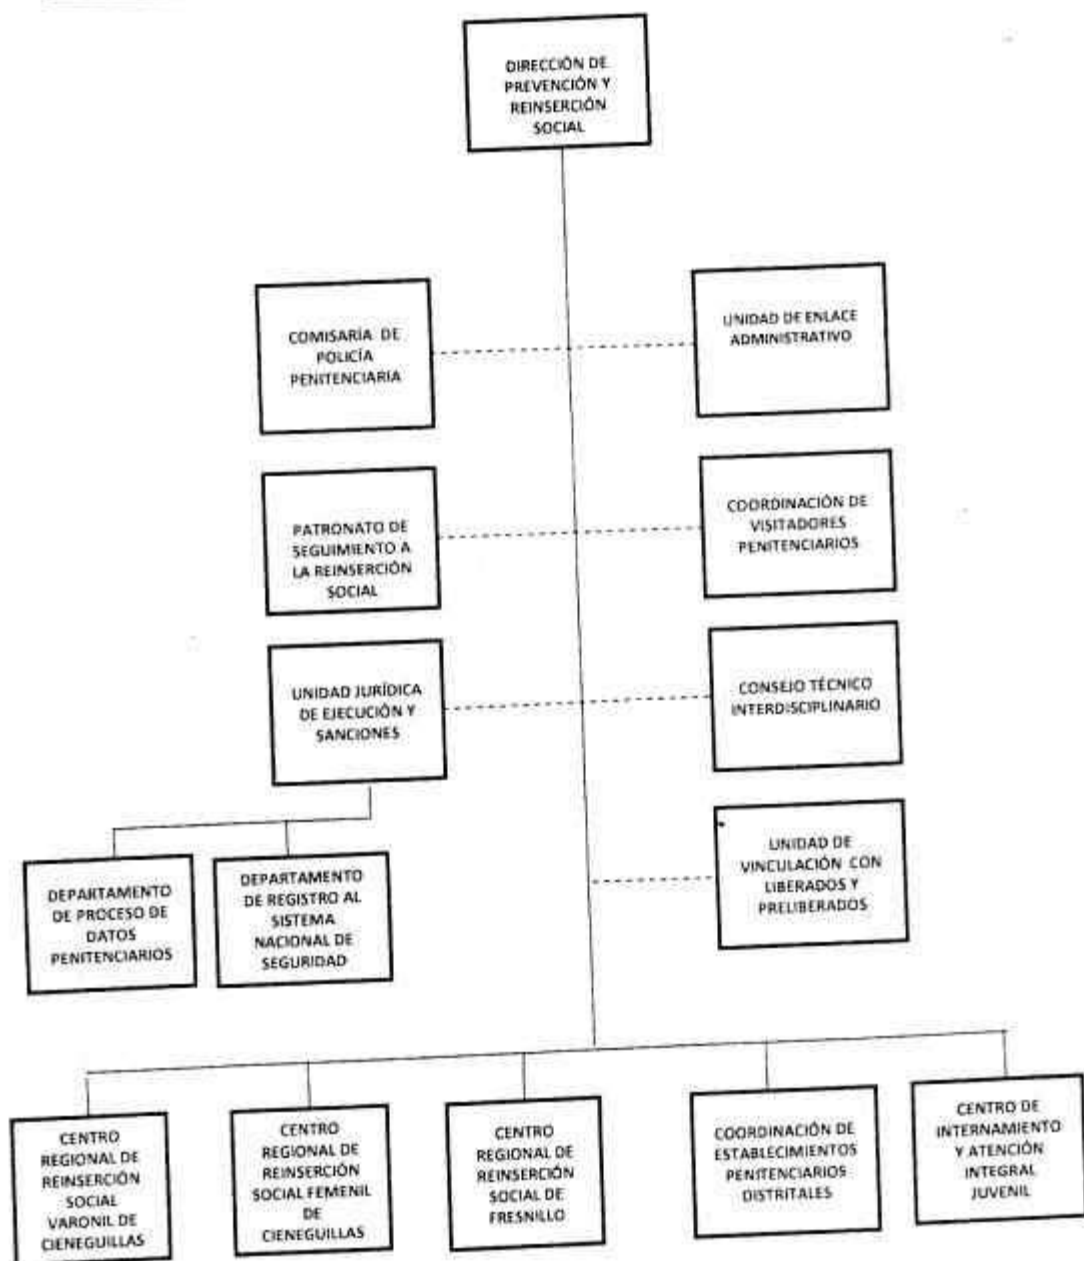 DIRECCIÓN DE
PREVENCIÓN Y
REINSERCIÓN
SOCIAL
COMISARÍA DE
POLICÍA
PENITENCIARIA
UNIDAD DE ENLACE
ADMINISTRATIVO
PATRONATO DE
SEGUIMIENTO A
LA REINSERCIÓN
SOCIAL
COORDINACIÓN DE
VISITADORES
PENITENCIARIOS
UNIDAD JURÍDICA
DE EJECUCIÓN Y
SANCIONES
CONSEJO TÉCNICO
INTERDISCIPLINARIO
UNIDAD DE
VINCULACIÓN CON
LIBERADOS Y
PRELIBERADOS
DEPARTAMENTO
DE PROCESO DE
DATOS
PENITENCIARIOS
DEPARTAMENTO
DE REGISTRO AL
SISTEMA
NACIONAL DE
SEGURIDAD
CENTRO
REGIONAL DE
REINSERCIÓN
SOCIAL
VARONIL DE
CIENEGUILLAS
CENTRO
REGIONAL DE
REINSERCIÓN
SOCIAL FEMENIL
DE
CIENEGUILLAS
CENTRO
REGIONAL DE
REINSERCIÓN
SOCIAL DE
FRESNILLO
COORDINACIÓN DE
ESTABLECIMIENTOS
PENITENCIARIOS
DISTRITALES
CENTRO DE
INTERNAMIENTO
Y ATENCIÓN
INTEGRAL
JUVENIL